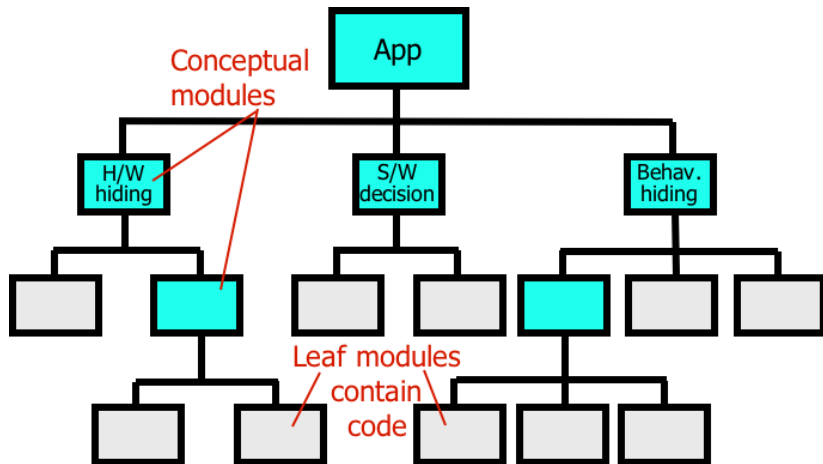 App
Conceptual
modules
H/W
hiding
S/W
decision
Behav.
hiding
Leaf modules
contain
code